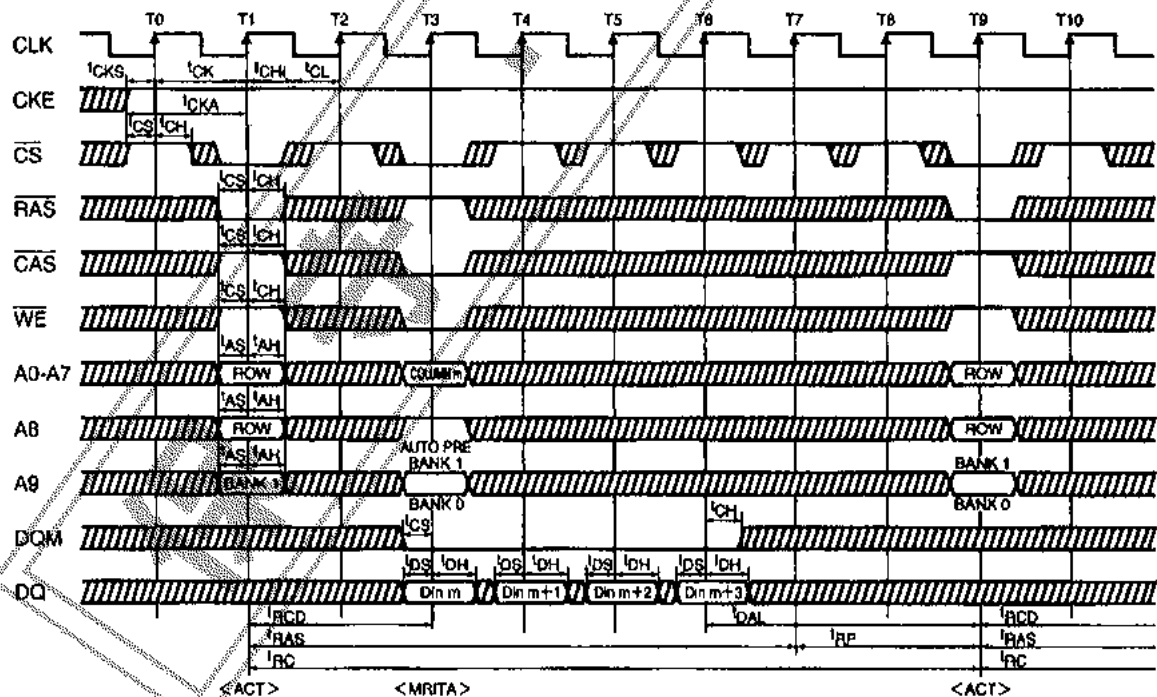 T0 T1 T2 T3 T4 T5 T6 T7 T8 T9 T10
CLK
tCKS tCK tCH tCL
CKE
tCKA
tCS tCH
CS
tCS tCH
RAS
tCS tCH
CAS
tCS tCH
WE
tAS tAH
A0-A7 ROW COLUMN m ROW
tAS tAH
A8 ROW ROW
AUTO PRE
tAS tAH BANK 1 BANK 1
A9 BANK 1
BANK 0 BANK 0
tCS tCH
DQM
tDS tDH tDS tDH tDS tDH tDS tDH
DQ Din m Din m+1 Din m+2 Din m+3
tRCD tDAL tRCD
tRAS tRP tRAS
tRC tRC
<ACT> <MRITA> <ACT>